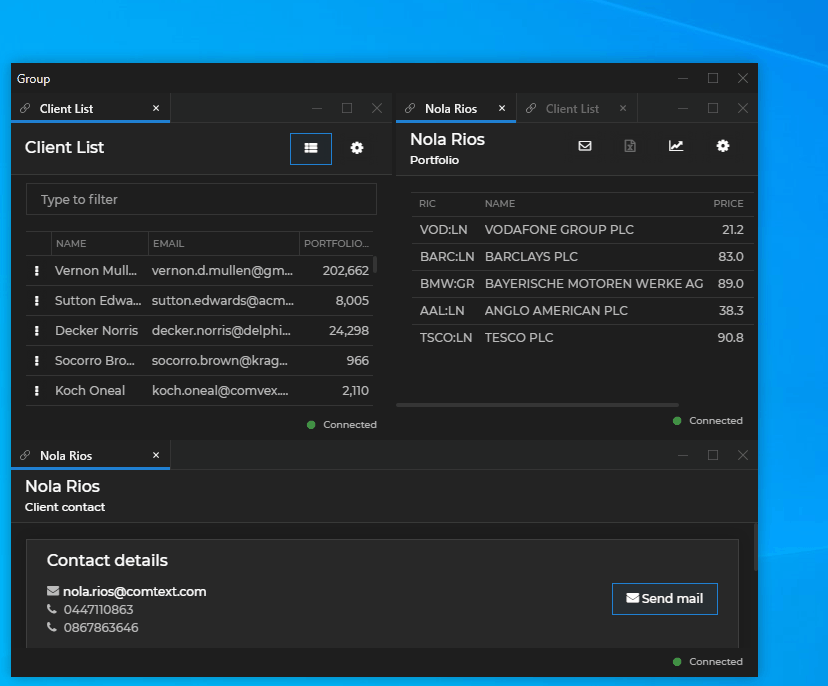 Group
Client List
Client List
Type to filter
NAME EMAIL PORTFOLIO...
Vernon Mull... vernon.d.mullen@gm... 202,662
Sutton Edwa... sutton.edwards@acm... 8,005
Decker Norris decker.norris@delphi... 24,298
Socorro Bro... socorro.brown@krag... 966
Koch Oneal koch.oneal@comvex.... 2,110
Connected
Nola Rios Client List
Nola Rios
Portfolio
RIC NAME PRICE
VOD:LN VODAFONE GROUP PLC 21.2
BARC:LN BARCLAYS PLC 83.0
BMW:GR BAYERISCHE MOTOREN WERKE AG 89.0
AAL:LN ANGLO AMERICAN PLC 38.3
TSCO:LN TESCO PLC 90.8
Connected
Nola Rios
Nola Rios
Client contact
Contact details
nola.rios@comtext.com
0447110863
0867863646
Send mail
Connected